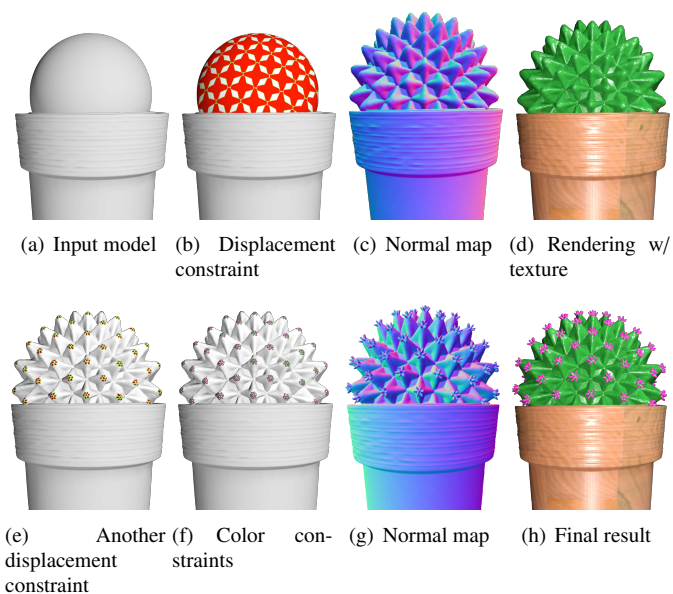 (a) Input model
(b) Displacement
constraint
(c) Normal map
(d) Rendering w/
texture
(e) Another
displacement
constraint
(f) Color con-
straints
(g) Normal map
(h) Final result